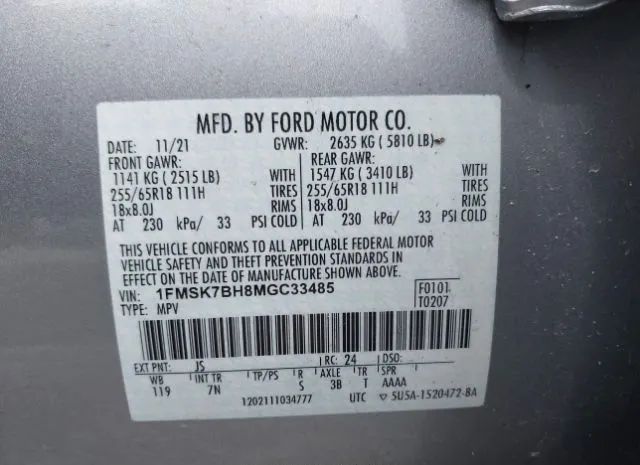 MFD. BY FORD MOTOR CO.
DATE: 11/21 GVWR: 2635 KG ( 5810 LB)
FRONT GAWR: REAR GAWR:
1141 KG ( 2515 LB) WITH 1547 KG ( 3410 LB) WITH
255/65R18 111H TIRES 255/65R18 111H TIRES
18x8.0J RIMS 18x8.0J RIMS
AT 230 kPa/ 33 PSI COLD AT 230 kPa/ 33 PSI COLD
THIS VEHICLE CONFORMS TO ALL APPLICABLE FEDERAL MOTOR
VEHICLE SAFETY AND THEFT PREVENTION STANDARDS IN
EFFECT ON THE DATE OF MANUFACTURE SHOWN ABOVE.
VIN: 1FMSK7BH8MGC33485 F0101
TYPE: MPV T0207
EXT PNT: JS RC: 24 DSO:
WB INT TR TP/PS R AXLE TR SPR
119 7N S 3B T AAAA
1202111034777 UTC ▽ 5U5A-1520472-BA